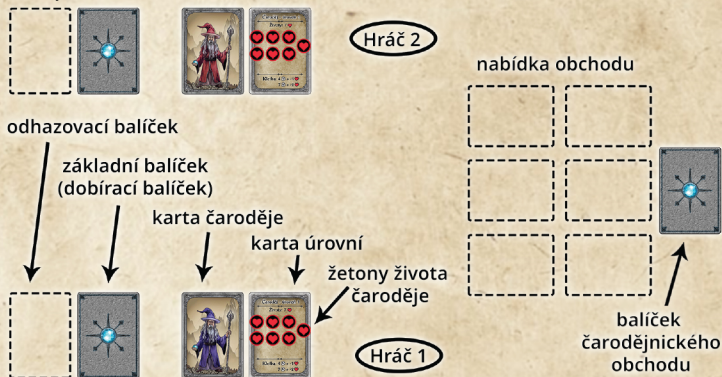 Hráč 2
nabídka obchodu
odhazovací balíček
základní balíček
(dobírací balíček)
karta čaroděje
karta úrovní
žetony života
čaroděje
balíček
čarodějnického
obchodu
Hráč 1